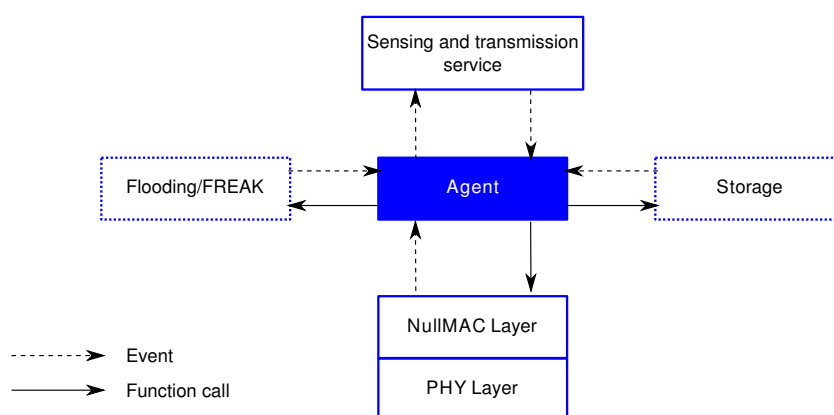 Sensing and transmission
service
Flooding/FREAK
Agent
Storage
NullMAC Layer
PHY Layer
Event
Function call